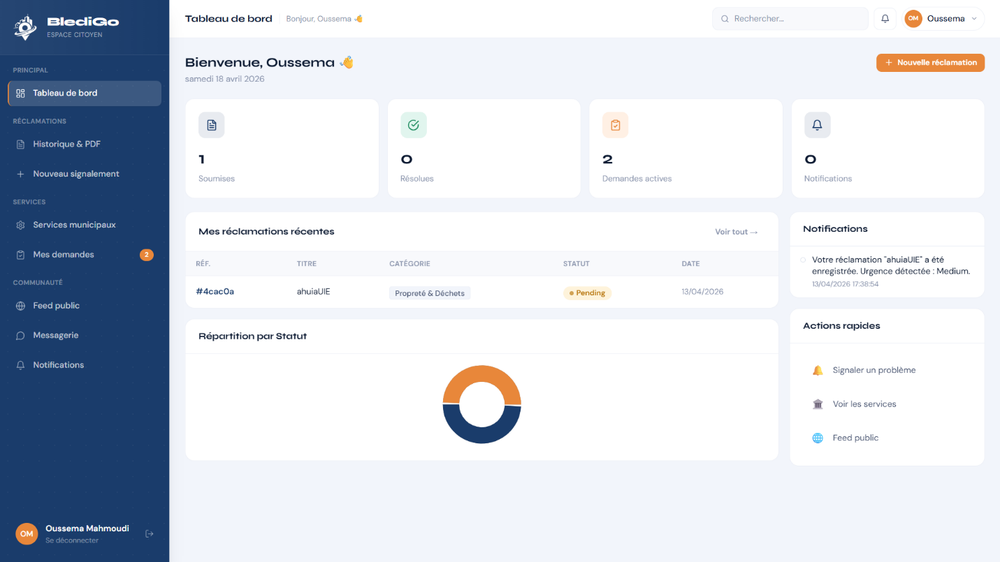 BlediGo
ESPACE CITOYEN
PRINCIPAL
Tableau de bord
RÉCLAMATIONS
Historique & PDF
Nouveau signalement
SERVICES
Services municipaux
Mes demandes 2
COMMUNAUTÉ
Feed public
Messagerie
Notifications
OM
Oussema Mahmoudi
Se déconnecter
Tableau de bord Bonjour, Oussema 👋
Rechercher...
OM Oussema
Bienvenue, Oussema 👋
samedi 18 avril 2026
+ Nouvelle réclamation
1
Soumises
0
Résolues
2
Demandes actives
0
Notifications
Mes réclamations récentes Voir tout →
RÉF. TITRE CATÉGORIE STATUT DATE
#4cac0a ahuiaUIE Propreté & Déchets Pending 13/04/2026
Répartition par Statut
Notifications
Votre réclamation "ahuiaUIE" a été
enregistrée. Urgence détectée : Medium.
13/04/2026 17:38:54
Actions rapides
Signaler un problème
Voir les services
Feed public